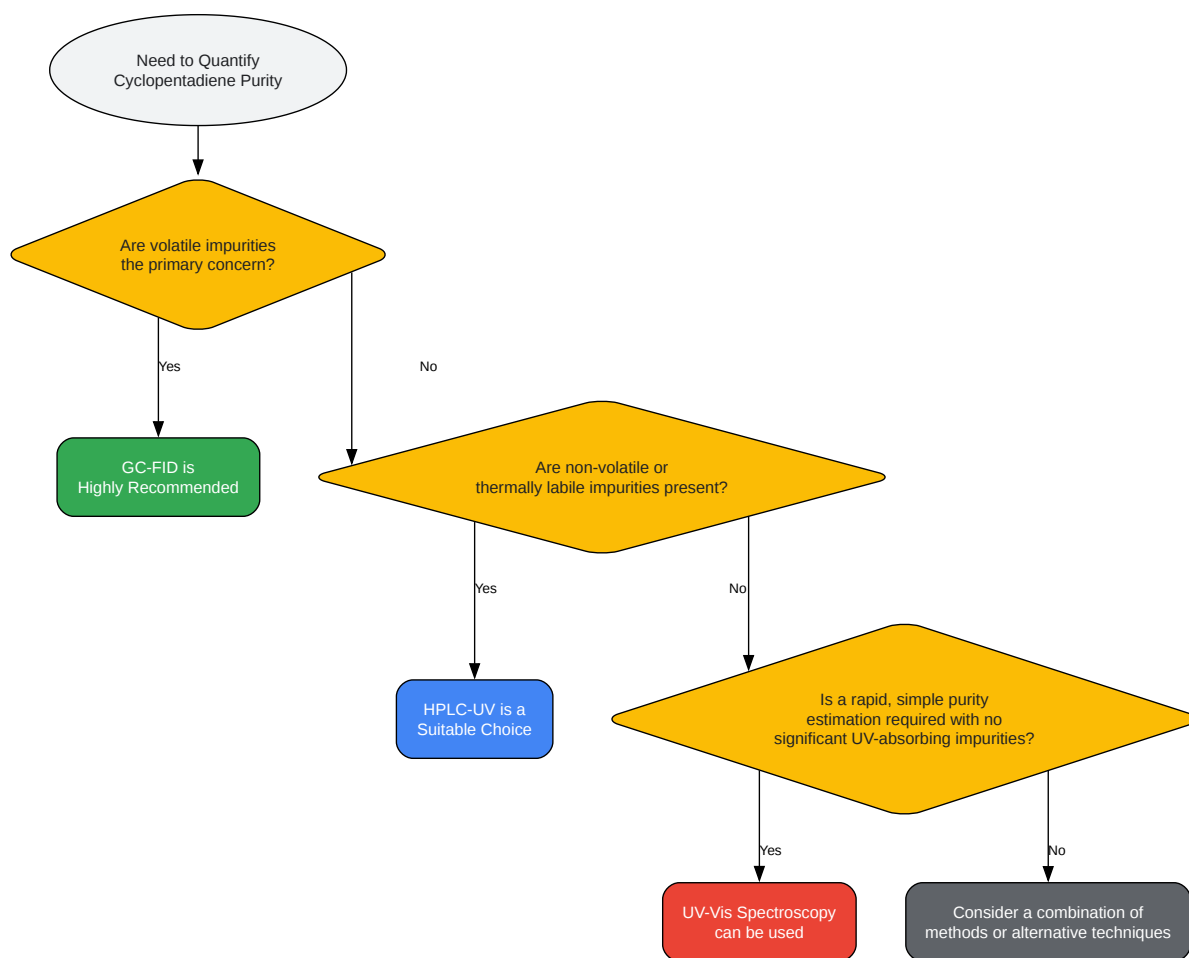 Need to Quantify
Cyclopentadiene Purity
Are volatile impurities
the primary concern?
Yes
No
GC-FID is
Highly Recommended
Are non-volatile or
thermally labile impurities present?
Yes
No
HPLC-UV is a
Suitable Choice
Is a rapid, simple purity
estimation required with no
significant UV-absorbing impurities?
Yes
No
UV-Vis Spectroscopy
can be used
Consider a combination of
methods or alternative techniques